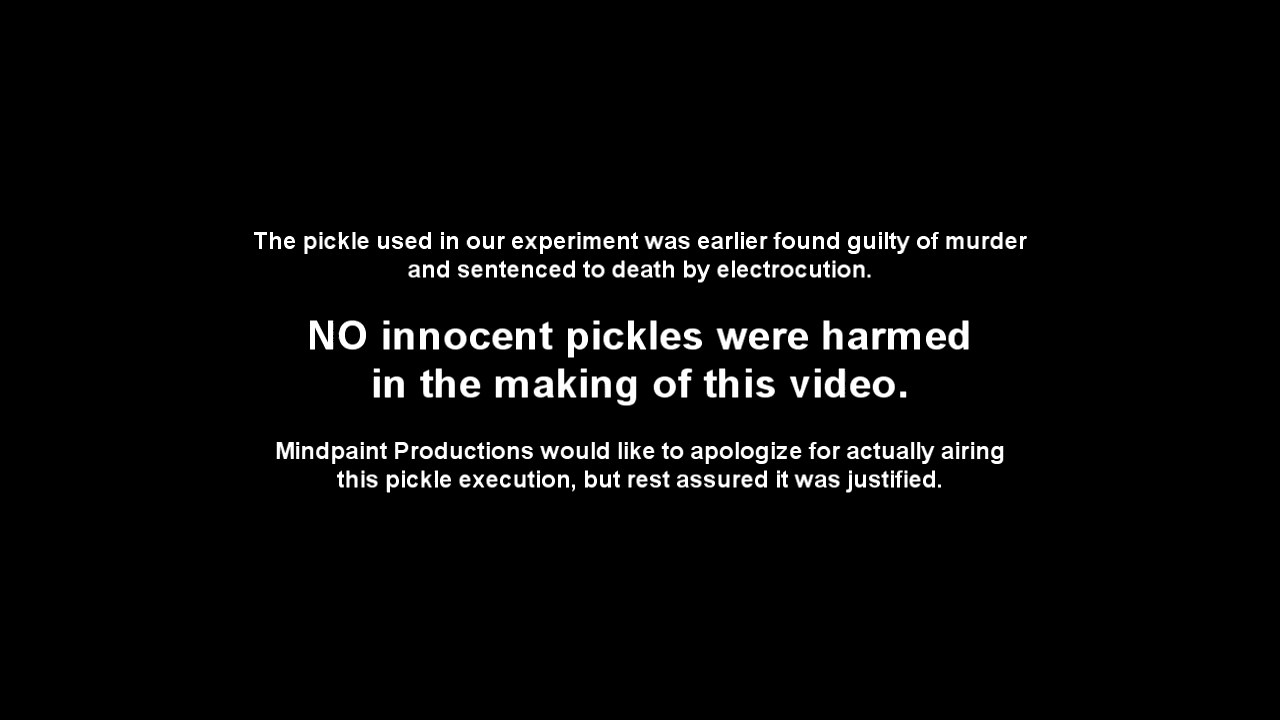 The pickle used in our experiment was earlier found guilty of murder
and sentenced to death by electrocution.
NO innocent pickles were harmed
in the making of this video.
Mindpaint Productions would like to apologize for actually airing
this pickle execution, but rest assured it was justified.